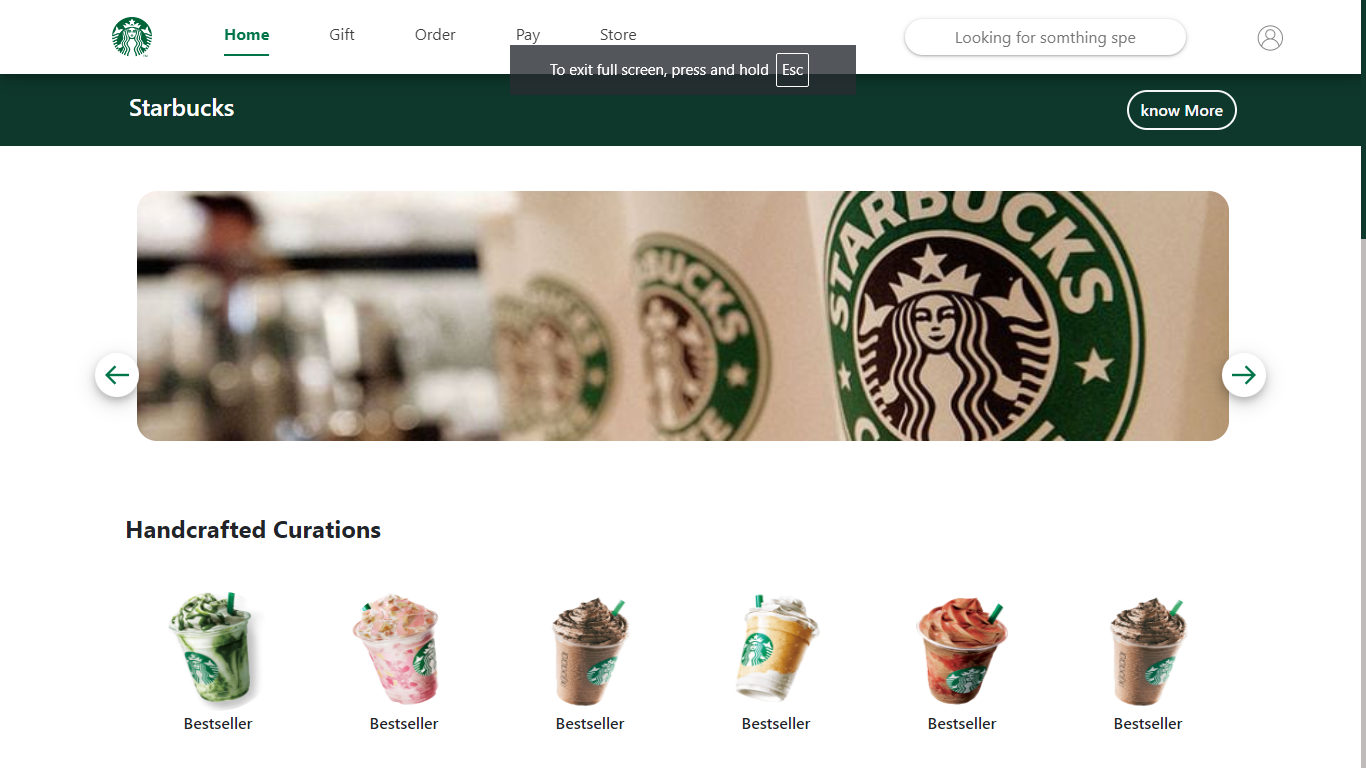 Home Gift Order Pay Store Looking for somthing spe
To exit full screen, press and hold Esc
Starbucks know More
STARBUCKS
BUCKS
Handcrafted Curations
Bestseller Bestseller Bestseller Bestseller Bestseller Bestseller